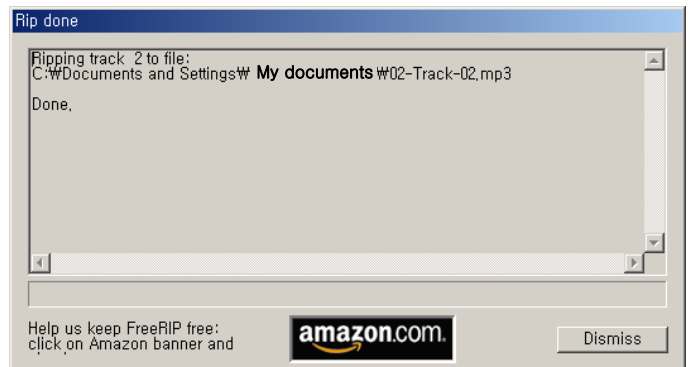 Rip done
Ripping track  2 to file:
C:₩Documents and Settings₩ My documents ₩02-Track-02.mp3
Done.
Help us keep FreeRIP free:
click on Amazon banner and
amazon.com.
Dismiss